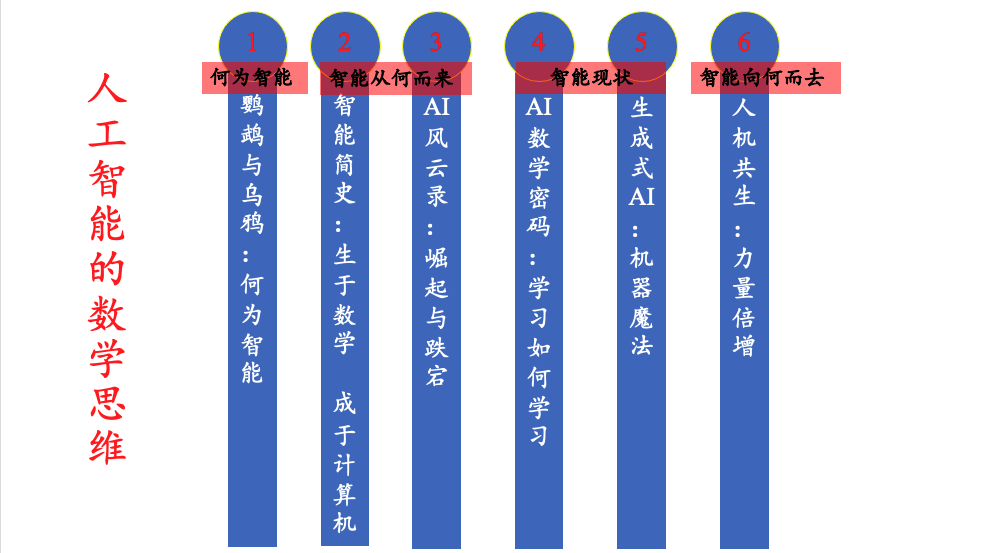 人工智能的数学思维
1
2
3
4
5
6
何为智能
智能从何而来
智能现状
智能向何而去
鹦鹉与乌鸦：何为智能
智能简史：生于数学 成于计算机
AI风云录：崛起与跌宕
AI数学密码：学习如何学习
生成式AI：机器魔法
人机共生：力量倍增